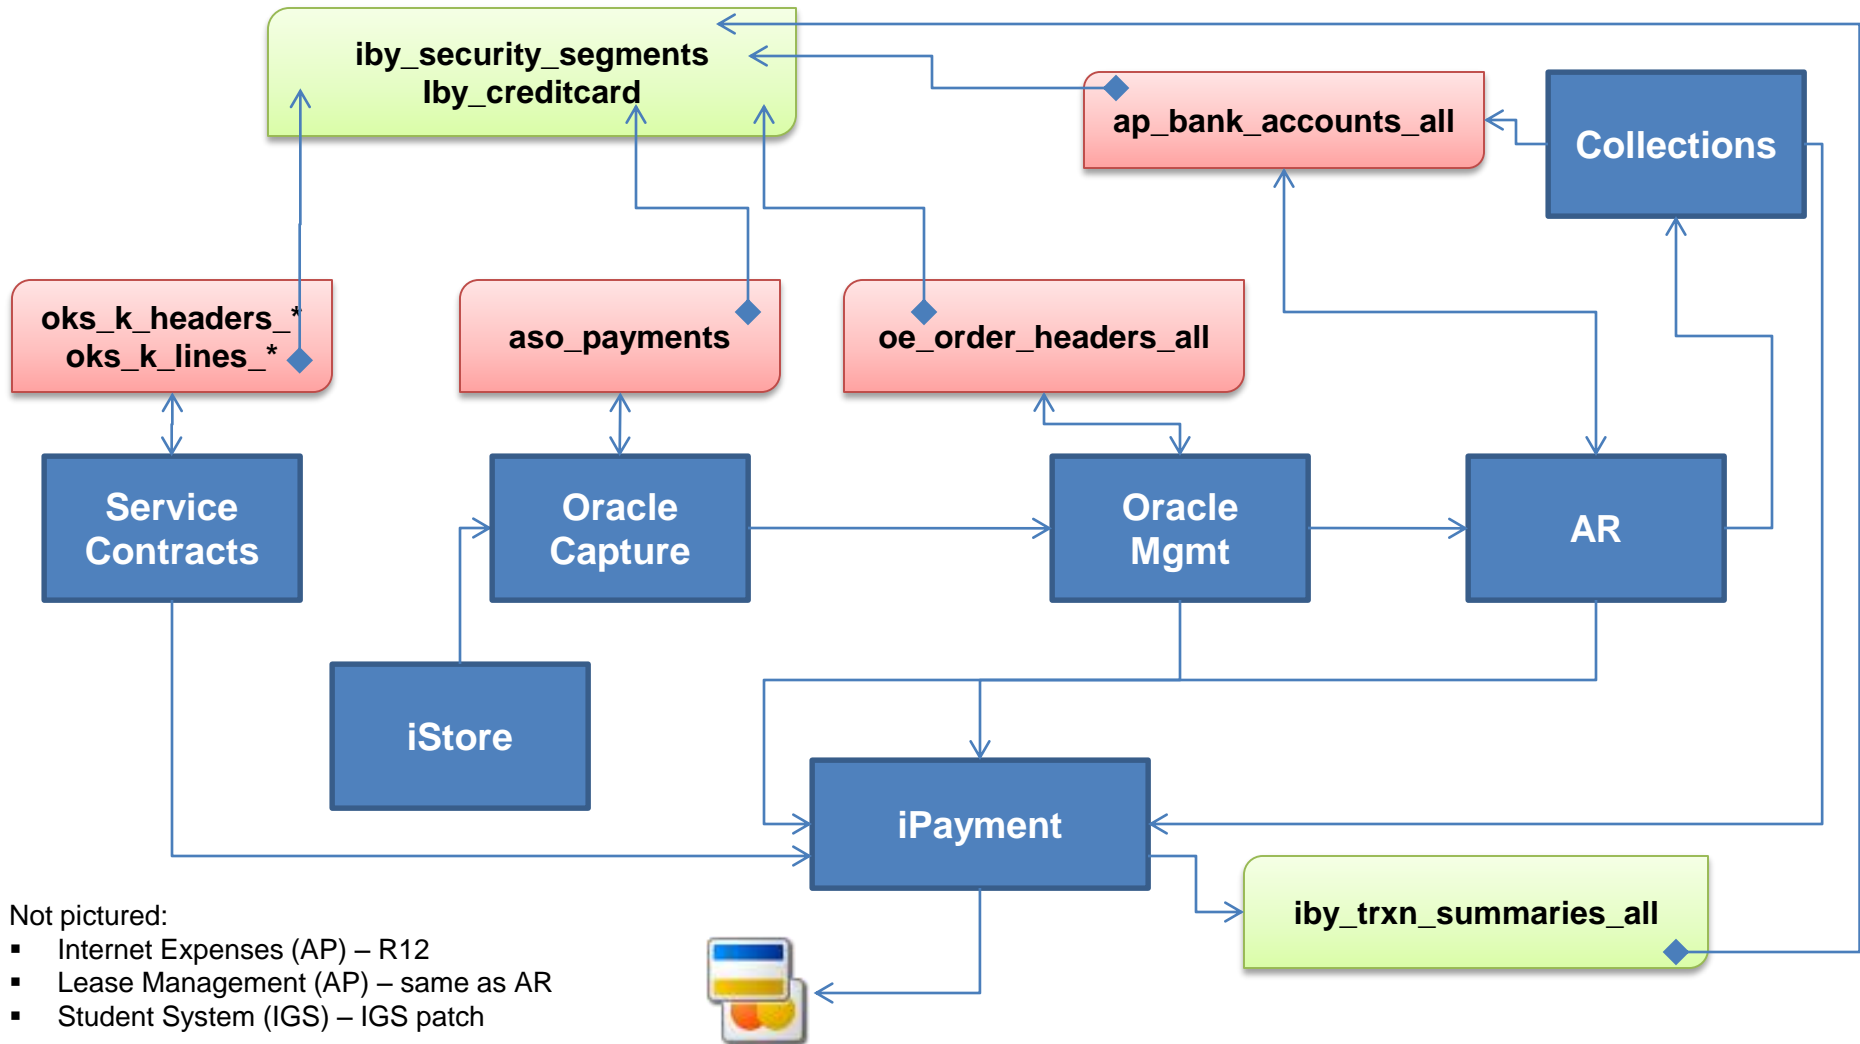 iby_security_segments
Iby_creditcard
ap_bank_accounts_all
Collections
oks_k_headers_*
oks_k_lines_*
aso_payments
oe_order_headers_all
Service
Contracts
Oracle
Capture
Oracle
Mgmt
AR
iStore
iPayment
iby_trxn_summaries_all
Not pictured:
▪ Internet Expenses (AP) – R12
▪ Lease Management (AP) – same as AR
▪ Student System (IGS) – IGS patch